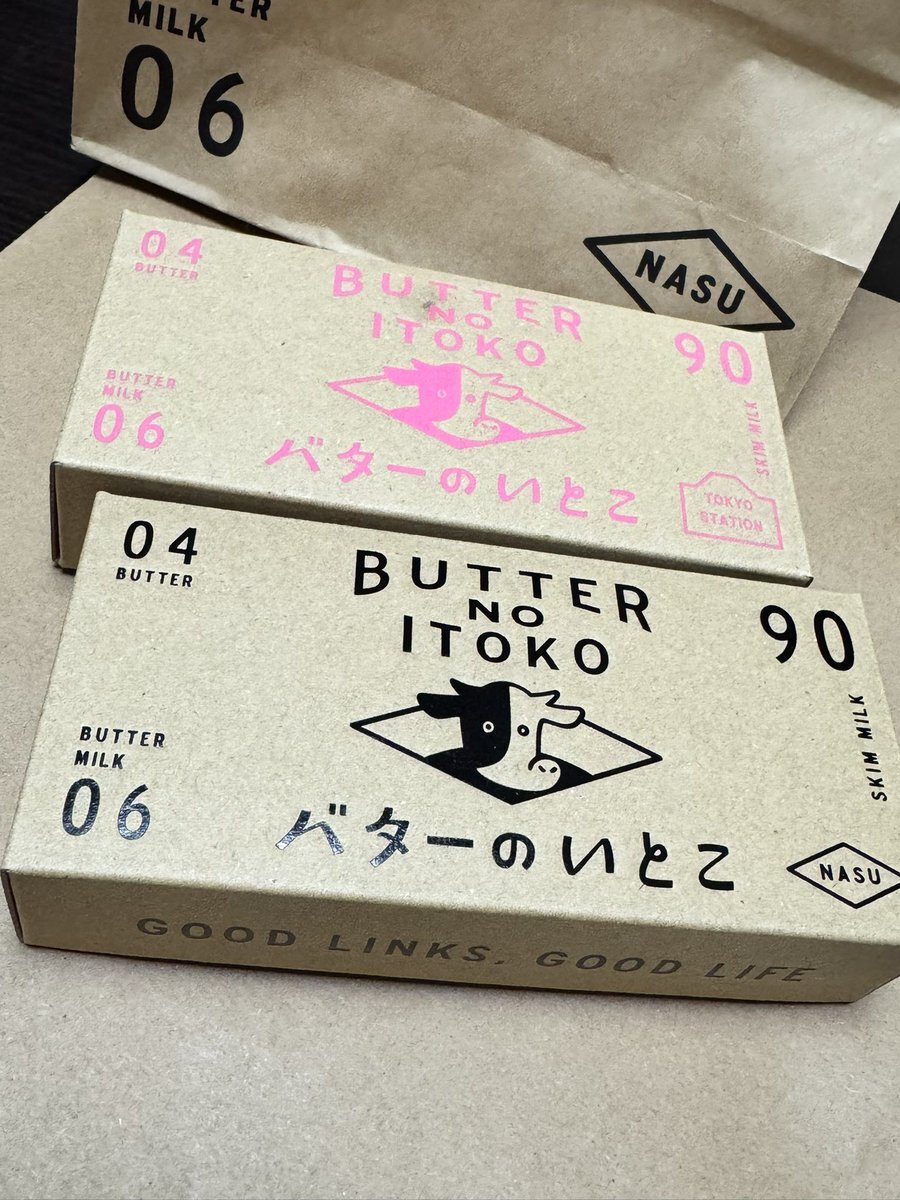 MILK
06
NASU
04
BUTTER
BUTTER
NO
ITOKO
90
SKIM MILK
BUTTER
MILK
06
バターのいとこ
TOKYO
STATION
04
BUTTER
BUTTER
NO
ITOKO
90
SKIM MILK
BUTTER
MILK
06
バターのいとこ
NASU
GOOD LINKS, GOOD LIFE